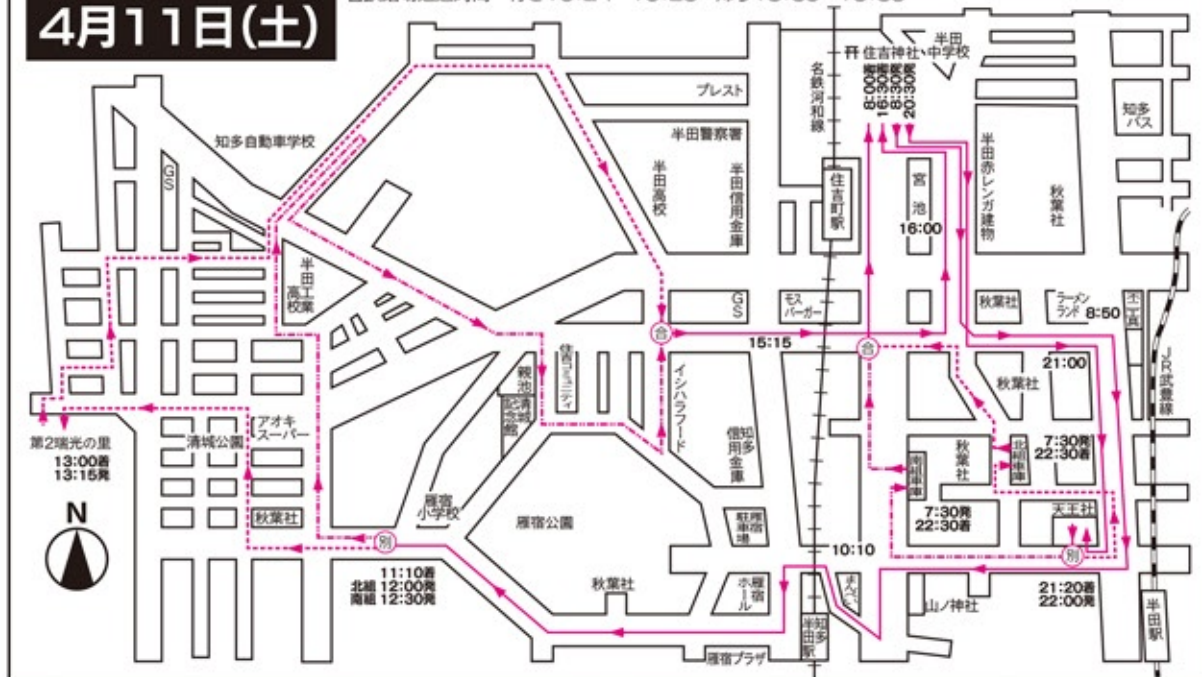 4月11日(土)
知多自動車学校
GS
プレスト
半田警察署
半田高校
半田信用金庫
名鉄河和線
住吉神社
半田中学校
8:00着
16:30着
8:30発
20:30発
知多バス
半田赤レンガ建物
秋葉社
住吉町駅
宮池
16:00
半田工業高校
GS
モスバーガー
秋葉社
ラーメンランド
8:50
合
15:15
合
21:00
JR武豊線
住吉コミュニティ
親池
清城記念館
イシハラフード
秋葉社
第2瑞光の里
13:00着
13:15発
清城公園
アオキスーパー
秋葉社
知多信用金庫
秋葉社
北組車庫
7:30発
22:30着
南組車庫
7:30発
22:30着
天王社
N
雁宿小学校
雁宿公園
雁宿駐車場
別
10:10
別
11:10着
北組 12:00発
南組 12:30発
秋葉社
雁宿ホール
21:20着
22:00発
山ノ神社
知多半田駅
半田駅
雁宿プラザ